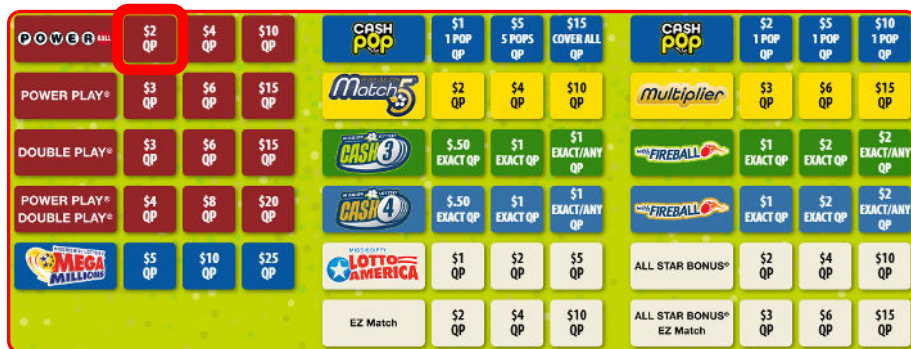 POWERBALL $2 QP $4 QP $10 QP
CASH POP $1 1 POP QP $5 5 POPS QP $15 COVER ALL QP
CASH POP $2 1 POP QP $5 1 POP QP $10 1 POP QP
POWER PLAY® $3 QP $6 QP $15 QP
Match 5 $2 QP $4 QP $10 QP
Multiplier $3 QP $6 QP $15 QP
DOUBLE PLAY® $3 QP $6 QP $15 QP
CASH 3 $.50 EXACT QP $1 EXACT QP $1 EXACT/ANY QP
with FIREBALL $1 EXACT QP $2 EXACT QP $2 EXACT/ANY QP
POWER PLAY® DOUBLE PLAY® $4 QP $8 QP $20 QP
CASH 4 $.50 EXACT QP $1 EXACT QP $1 EXACT/ANY QP
with FIREBALL $1 EXACT QP $2 EXACT QP $2 EXACT/ANY QP
MISSISSIPPI LOTTERY MEGA MILLIONS $5 QP $10 QP $25 QP
MISSISSIPPI LOTTO AMERICA $1 QP $2 QP $5 QP
ALL STAR BONUS® $2 QP $4 QP $10 QP
EZ Match $2 QP $4 QP $10 QP
ALL STAR BONUS® EZ Match $3 QP $6 QP $15 QP